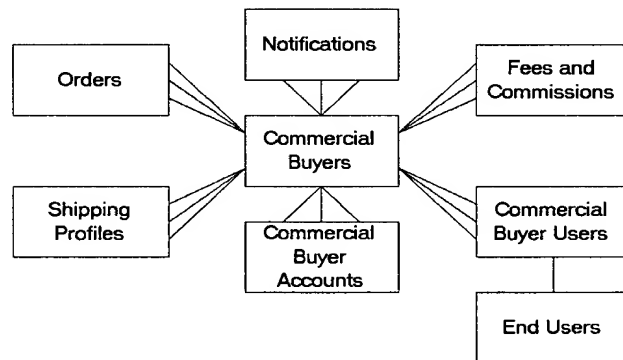 Notifications
Orders
Fees and
Commissions
Commercial
Buyers
Shipping
Profiles
Commercial
Buyer
Accounts
Commercial
Buyer Users
End Users